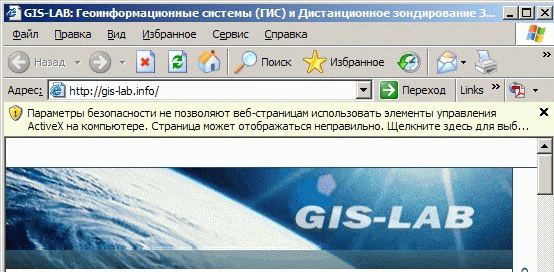 GIS-LAB: Геоинформационные системы (ГИС) и Дистанционное зондирование З...
Файл Правка Вид Избранное Сервис Справка
Назад Поиск Избранное
Адрес: http://gis-lab.info/ Переход Links
Параметры безопасности не позволяют веб-страницам использовать элементы управления
ActiveX на компьютере. Страница может отображаться неправильно. Щелкните здесь для выб...
GIS-LAB